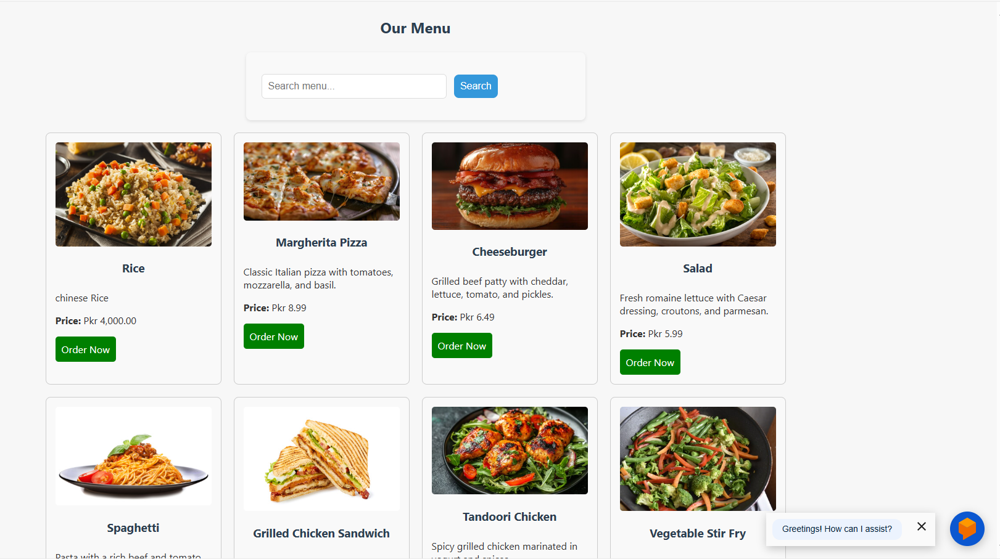 Our Menu
Search menu...
Search
Rice
chinese Rice
Price: Pkr 4,000.00
Order Now
Margherita Pizza
Classic Italian pizza with tomatoes,
mozzarella, and basil.
Price: Pkr 8.99
Order Now
Cheeseburger
Grilled beef patty with cheddar,
lettuce, tomato, and pickles.
Price: Pkr 6.49
Order Now
Salad
Fresh romaine lettuce with Caesar
dressing, croutons, and parmesan.
Price: Pkr 5.99
Order Now
Spaghetti
Pasta with a rich beef and tomato
Grilled Chicken Sandwich
Tandoori Chicken
Spicy grilled chicken marinated in
yogurt and spices.
Vegetable Stir Fry
Greetings! How can I assist?